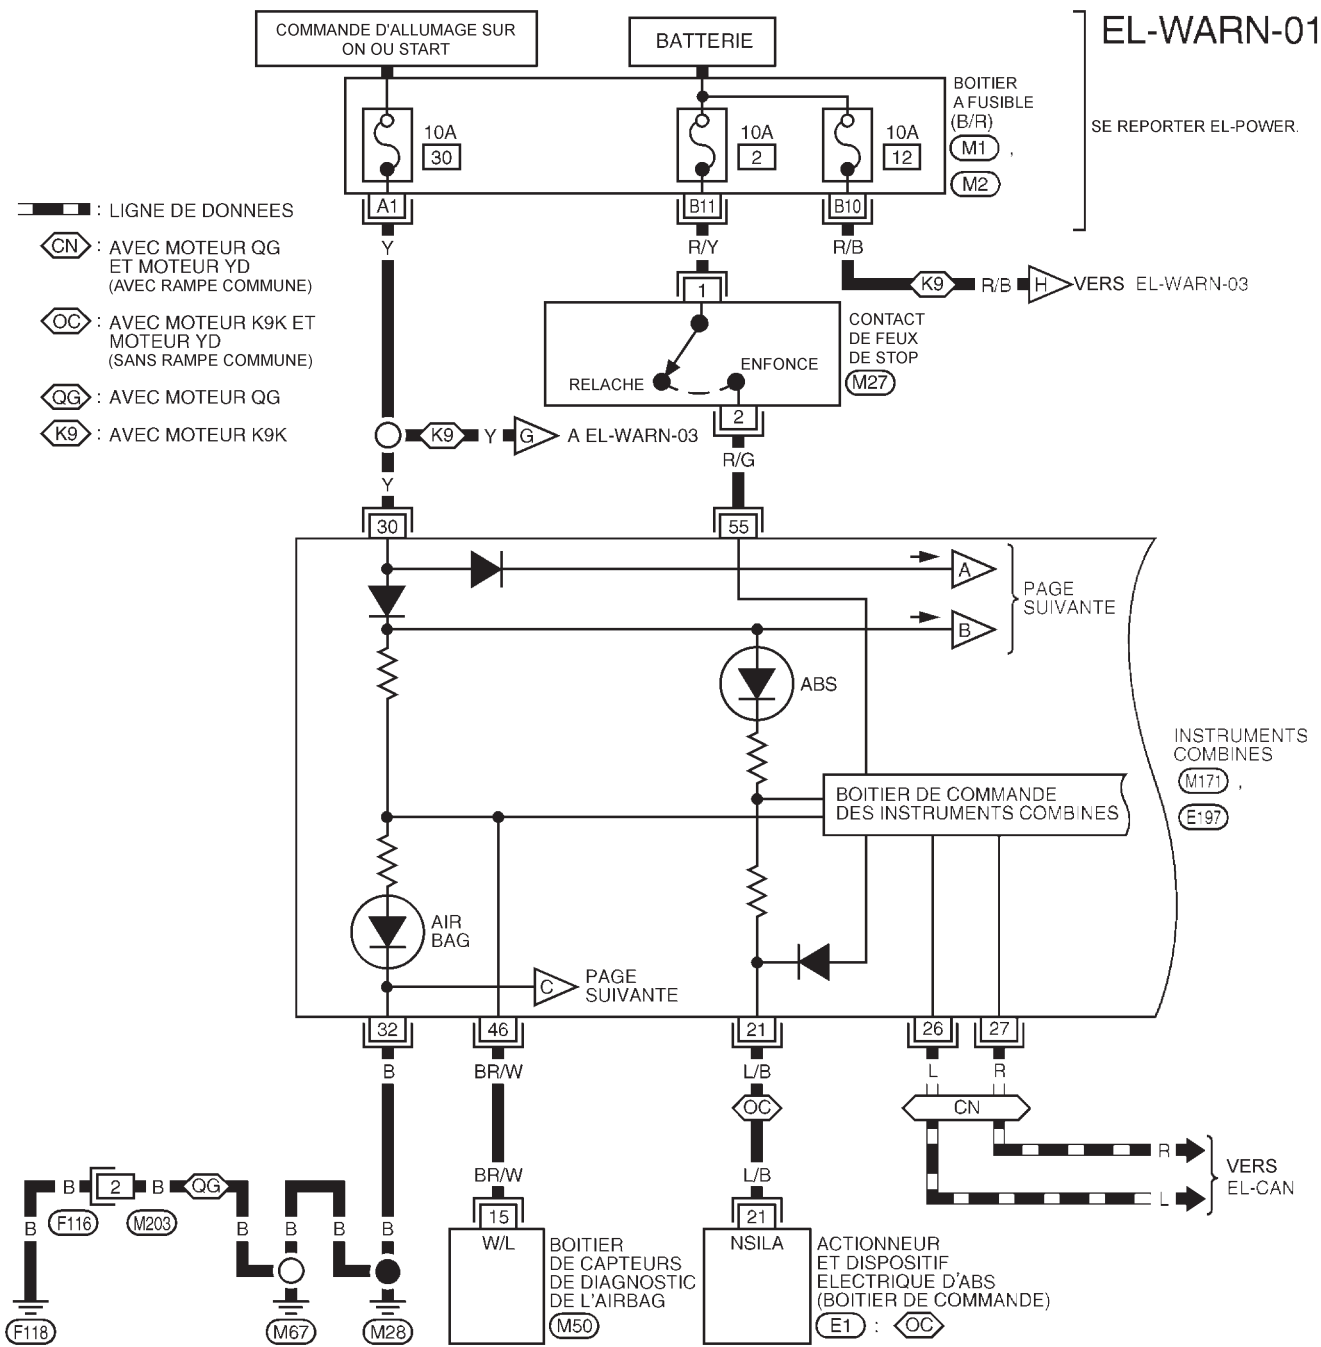 COMMANDE D'ALLUMAGE SUR
ON OU START
BATTERIE
EL-WARN-01
BOITIER
A FUSIBLE
(B/R)
M1 ,
M2
SE REPORTER EL-POWER.
10A
30
10A
2
10A
12
A1
B11
B10
Y
R/Y
R/B
: LIGNE DE DONNEES
CN : AVEC MOTEUR QG
ET MOTEUR YD
(AVEC RAMPE COMMUNE)
OC : AVEC MOTEUR K9K ET
MOTEUR YD
(SANS RAMPE COMMUNE)
QG : AVEC MOTEUR QG
K9 : AVEC MOTEUR K9K
K9
R/B
H
VERS EL-WARN-03
1
CONTACT
DE FEUX
DE STOP
M27
RELACHE
ENFONCE
2
K9
Y
G
A EL-WARN-03
R/G
Y
30
55
A
B
PAGE
SUIVANTE
ABS
INSTRUMENTS
COMBINES
M171 ,
E197
BOITIER DE COMMANDE
DES INSTRUMENTS COMBINES
AIR
BAG
C
PAGE
SUIVANTE
32
46
21
26
27
B
BR/W
L/B
L
R
OC
CN
BR/W
L/B
R
L
VERS
EL-CAN
B
2
B
QG
F116
M203
B
B
B
B
B
15
W/L
BOITIER
DE CAPTEURS
DE DIAGNOSTIC
DE L'AIRBAG
M50
21
NSILA
ACTIONNEUR
ET DISPOSITIF
ELECTRIQUE D'ABS
(BOITIER DE COMMANDE)
E1 : OC
F118
M67
M28